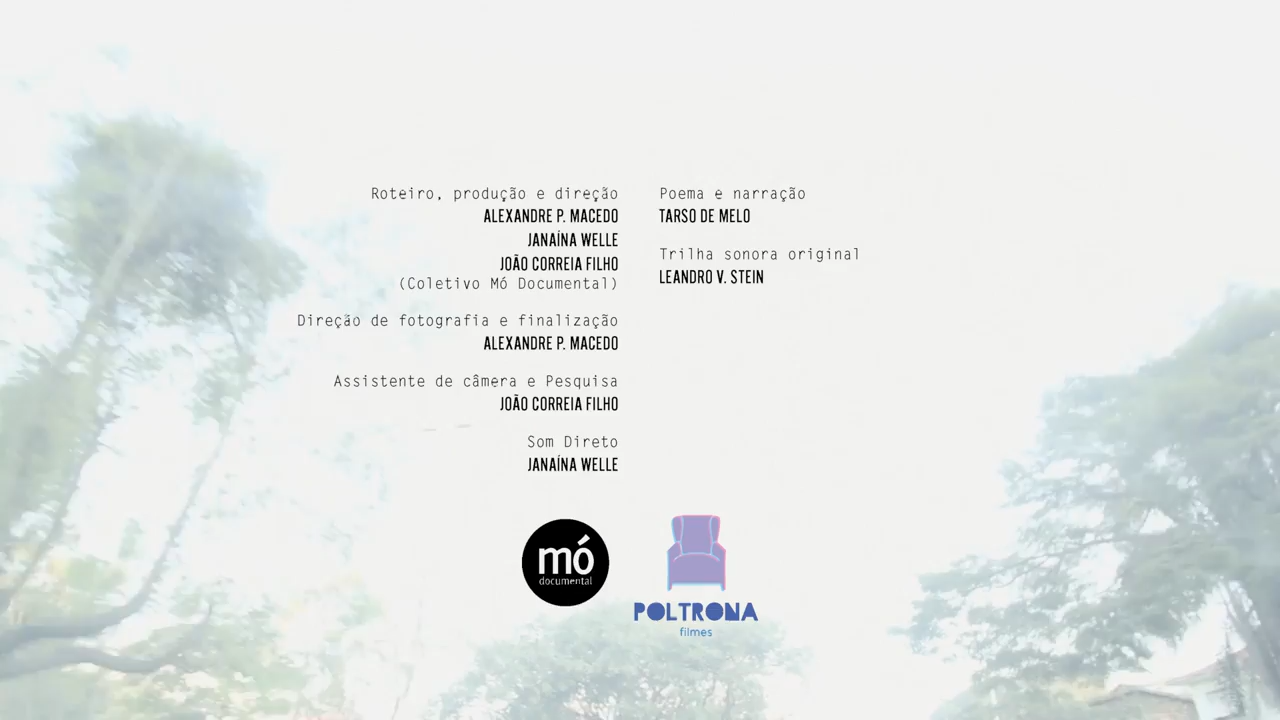 Roteiro, produção e direção
ALEXANDRE P. MACEDO
JANAÍNA WELLE
JOÃO CORREIA FILHO
(Coletivo Mó Documental)
Direção de fotografia e finalização
ALEXANDRE P. MACEDO
Assistente de câmera e Pesquisa
JOÃO CORREIA FILHO
Som Direto
JANAÍNA WELLE
Poema e narração
TARSO DE MELO
Trilha sonora original
LEANDRO V. STEIN
mó
documental
POLTRONA
filmes